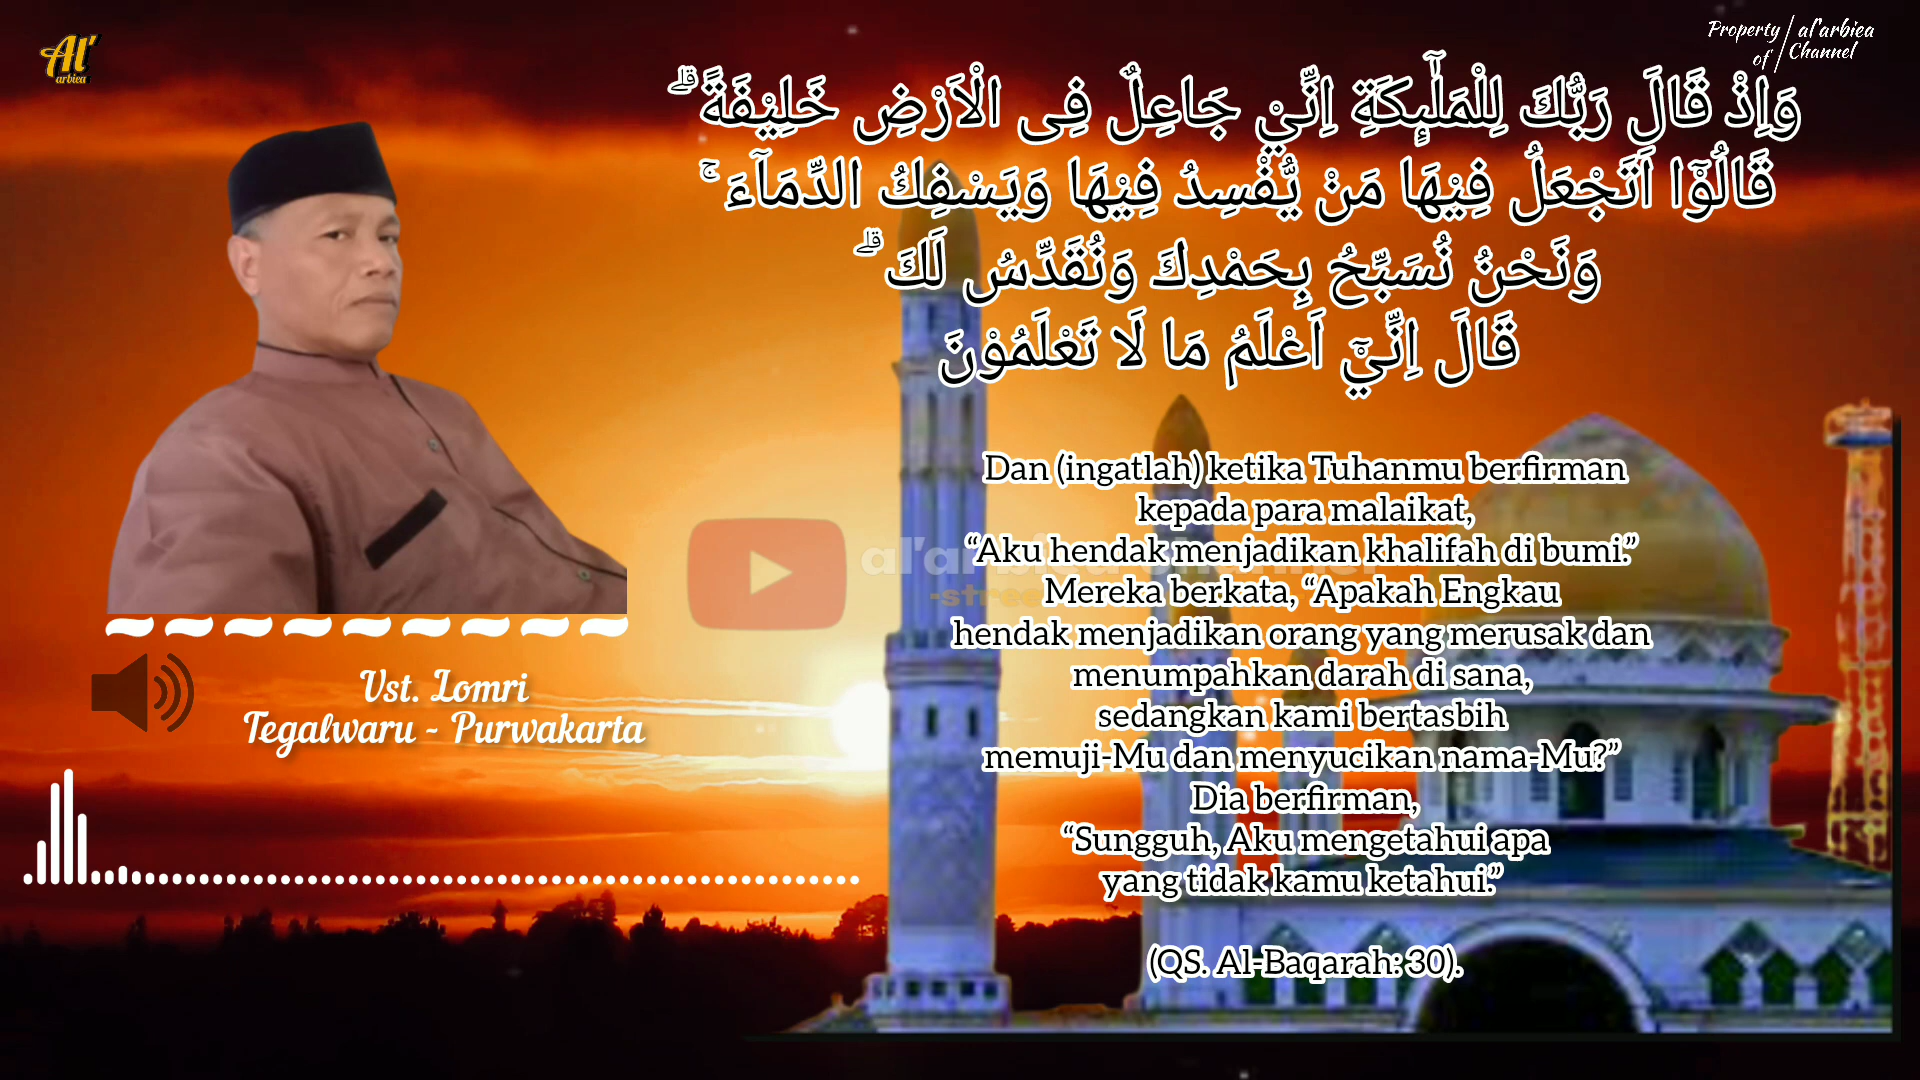 Al'
arbiea
Property / al'arbiea
of / Channel
وَاِذْ قَالَ رَبُّكَ لِلْمَلٰۤىِٕكَةِ اِنِّيْ جَاعِلٌ فِى الْاَرْضِ خَلِيْفَةً ۗ
قَالُوْٓا اَتَجْعَلُ فِيْهَا مَنْ يُّفْسِدُ فِيْهَا وَيَسْفِكُ الدِّمَاۤءَ ۚ
وَنَحْنُ نُسَبِّحُ بِحَمْدِكَ وَنُقَدِّسُ لَكَ ۗ
قَالَ اِنِّيْٓ اَعْلَمُ مَا لَا تَعْلَمُوْنَ
Dan (ingatlah) ketika Tuhanmu berfirman
kepada para malaikat,
“Aku hendak menjadikan khalifah di bumi.”
Mereka berkata, “Apakah Engkau
hendak menjadikan orang yang merusak dan
menumpahkan darah di sana,
sedangkan kami bertasbih
memuji-Mu dan menyucikan nama-Mu?”
Dia berfirman,
“Sungguh, Aku mengetahui apa
yang tidak kamu ketahui.”
(QS. Al-Baqarah: 30).
Ust. Lomri
Tegalwaru - Purwakarta